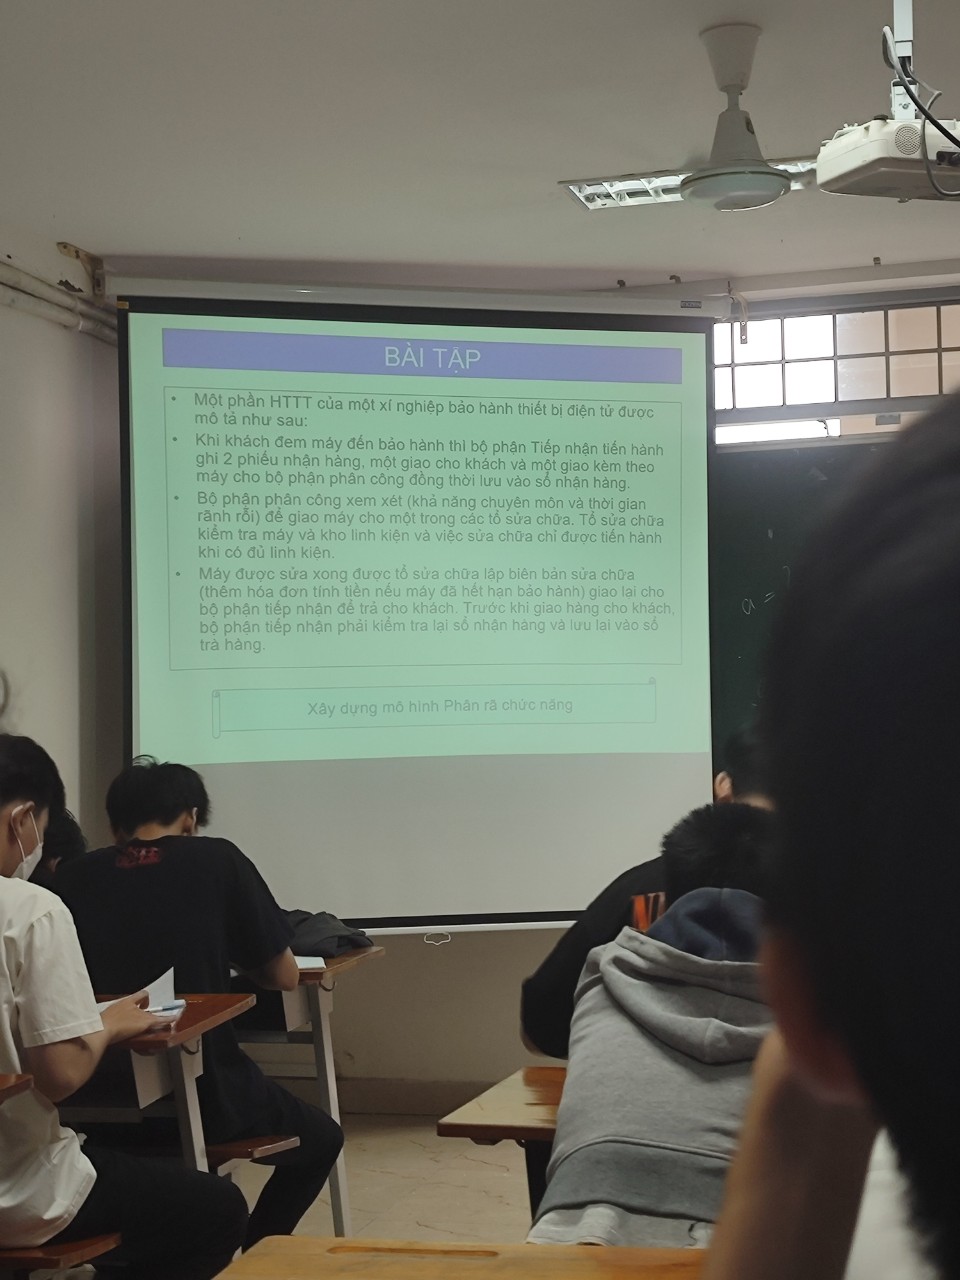 BÀI TẬP
• Một phần HTTT của một xí nghiệp bảo hành thiết bị điện tử được
mô tả như sau:
• Khi khách đem máy đến bảo hành thì bộ phận Tiếp nhận tiến hành
ghi 2 phiếu nhận hàng, một giao cho khách và một giao kèm theo
máy cho bộ phận phân công đồng thời lưu vào sổ nhận hàng.
• Bộ phận phân công xem xét (khả năng chuyên môn và thời gian
rãnh rỗi) để giao máy cho một trong các tổ sửa chữa. Tổ sửa chữa
kiểm tra máy và kho linh kiện và việc sửa chữa chỉ được tiến hành
khi có đủ linh kiện.
• Máy được sửa xong được tổ sửa chữa lập biên bản sửa chữa
(thêm hóa đơn tính tiền nếu máy đã hết hạn bảo hành) giao lại cho
bộ phận tiếp nhận để trả cho khách. Trước khi giao hàng cho khách,
bộ phận tiếp nhận phải kiểm tra lại sổ nhận hàng và lưu lại vào sổ
trả hàng.
Xây dựng mô hình Phân rã chức năng
a =